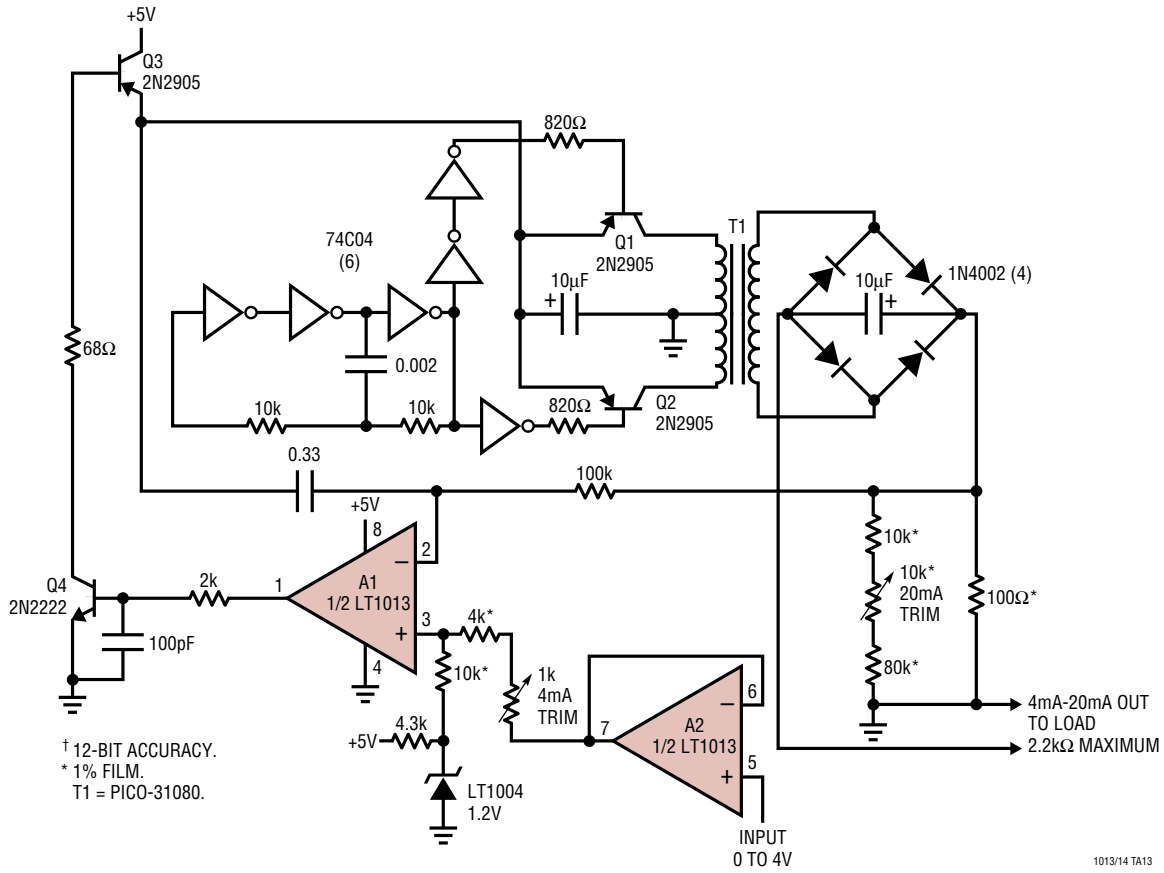 +5V
Q3
2N2905
820Ω
Q1
2N2905
T1
74C04
(6)
10µF
+
10µF
+
1N4002 (4)
68Ω
0.002
10k
10k
820Ω
Q2
2N2905
0.33
100k
+5V
8
2
−
A1
1/2 LT1013
1
3
+
4
2k
Q4
2N2222
100pF
4k*
10k*
1k
4mA
TRIM
10k*
10k*
20mA
TRIM
80k*
100Ω*
6
−
A2
1/2 LT1013
7
5
+
4.3k
+5V
LT1004
1.2V
4mA-20mA OUT
TO LOAD
2.2kΩ MAXIMUM
INPUT
0 TO 4V
† 12-BIT ACCURACY.
* 1% FILM.
T1 = PICO-31080.
1013/14 TA13